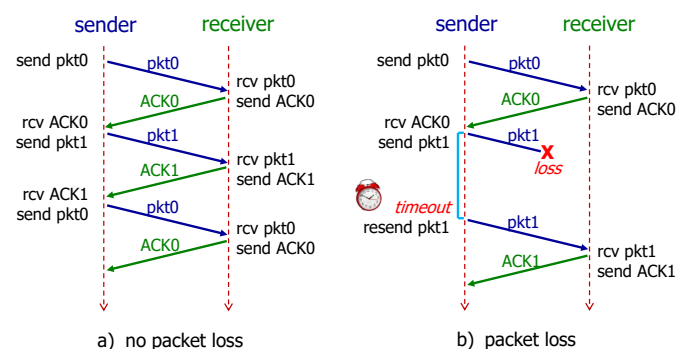 sender
receiver
send pkt0
pkt0
rcv pkt0
send ACK0
ACK0
rcv ACK0
send pkt1
pkt1
rcv pkt1
send ACK1
ACK1
rcv ACK1
send pkt0
pkt0
rcv pkt0
send ACK0
ACK0
a) no packet loss
sender
receiver
send pkt0
pkt0
rcv pkt0
send ACK0
ACK0
rcv ACK0
send pkt1
pkt1
X
loss
timeout
resend pkt1
pkt1
rcv pkt1
send ACK1
ACK1
b) packet loss